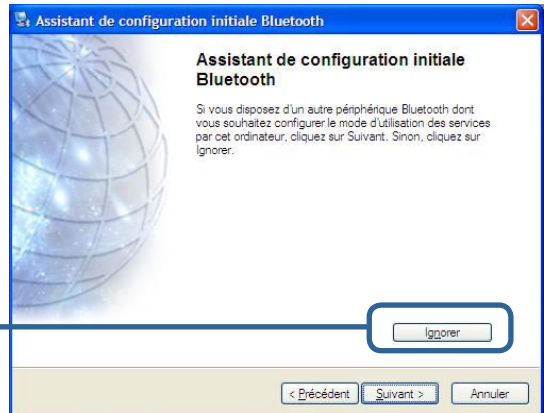 Assistant de configuration initiale Bluetooth
Assistant de configuration initiale
Bluetooth
Si vous disposez d'un autre périphérique Bluetooth dont
vous souhaitez configurer le mode d'utilisation des services
par cet ordinateur, cliquez sur Suivant. Sinon, cliquez sur
Ignorer.
Ignorer
< Précédent Suivant > Annuler